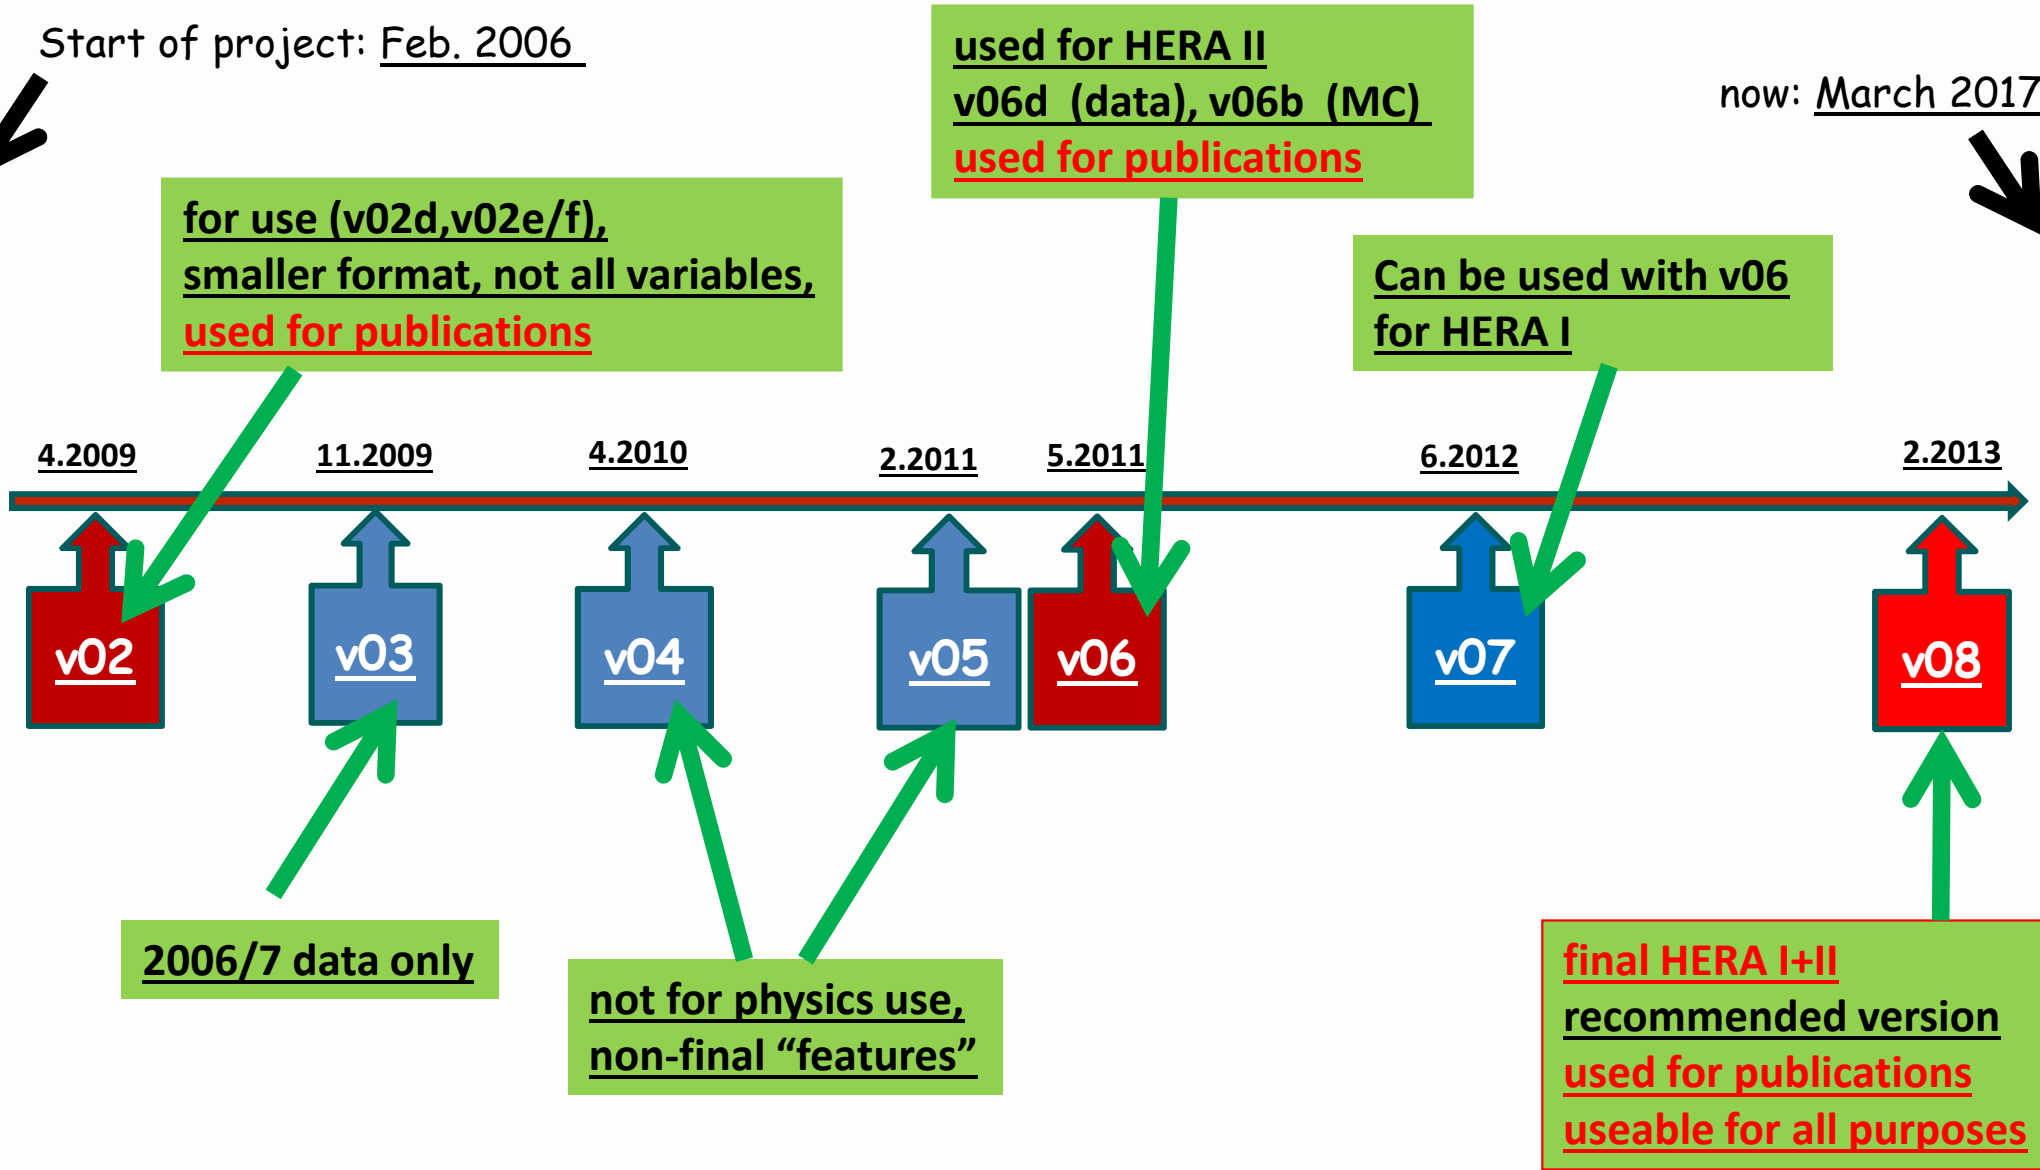 Start of project: Feb. 2006
used for HERA II
v06d (data), v06b (MC)
used for publications
now: March 2017
for use (v02d,v02e/f),
smaller format, not all variables,
used for publications
Can be used with v06
for HERA I
4.2009
11.2009
4.2010
2.2011
5.2011
6.2012
2.2013
v02
v03
v04
v05
v06
v07
v08
2006/7 data only
not for physics use,
non-final “features”
final HERA I+II
recommended version
used for publications
useable for all purposes